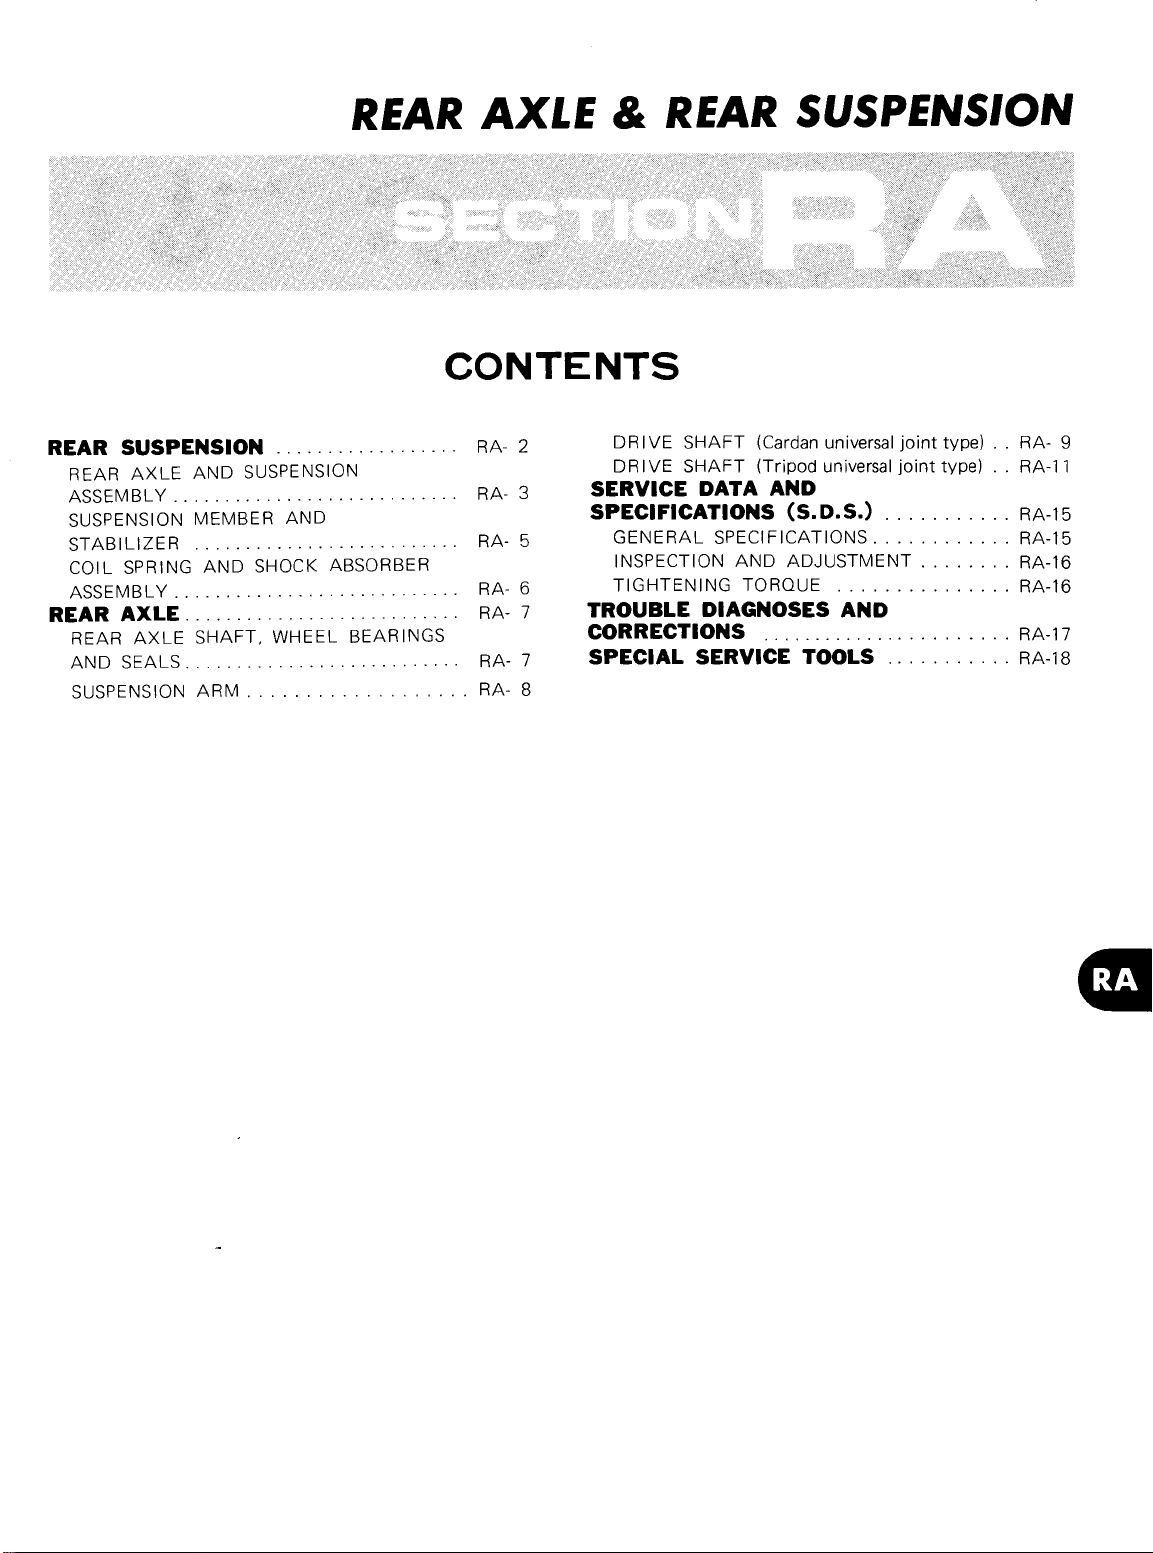 REAR AXLE & REAR SUSPENSION
SECTION RA
CONTENTS
REAR SUSPENSION .................. RA- 2
REAR AXLE AND SUSPENSION
ASSEMBLY ............................ RA- 3
SUSPENSION MEMBER AND
STABILIZER .......................... RA- 5
COIL SPRING AND SHOCK ABSORBER
ASSEMBLY ............................ RA- 6
REAR AXLE ........................... RA- 7
REAR AXLE SHAFT, WHEEL BEARINGS
AND SEALS ........................... RA- 7
SUSPENSION ARM ................... RA- 8
DRIVE SHAFT (Cardan universal joint type) .. RA- 9
DRIVE SHAFT (Tripod universal joint type) .. RA-11
SERVICE DATA AND
SPECIFICATIONS (S.D.S.) ........... RA-15
GENERAL SPECIFICATIONS ............ RA-15
INSPECTION AND ADJUSTMENT ........ RA-16
TIGHTENING TORQUE ............... RA-16
TROUBLE DIAGNOSES AND
CORRECTIONS ........................ RA-17
SPECIAL SERVICE TOOLS ........... RA-18
RA